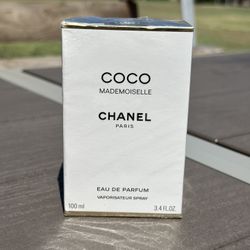 COCO
MADEMOISELLE
CHANEL
PARIS
EAU DE PARFUM
VAPORISATEUR SPRAY
100 ml 3.4 FL.OZ.